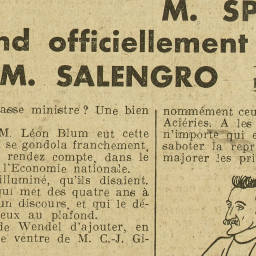 M. SP
nd officiellement
M. SALENGRO
asse ministre? Une bien
M. Léon Blum eut cette
se gondola franchement,
rendez compte, dans le
l'Economie nationale.
illuminé, qu'ils disaient.
qui met des quatre ans à
un discours, et qui le dé-
eux au plafond.
de Wendel d'ajouter, en
e ventre de M. C.-J. Gi-
nommément ceu
Aciéries. A les
n'importe qui e
saboter la repr
majorer les pri